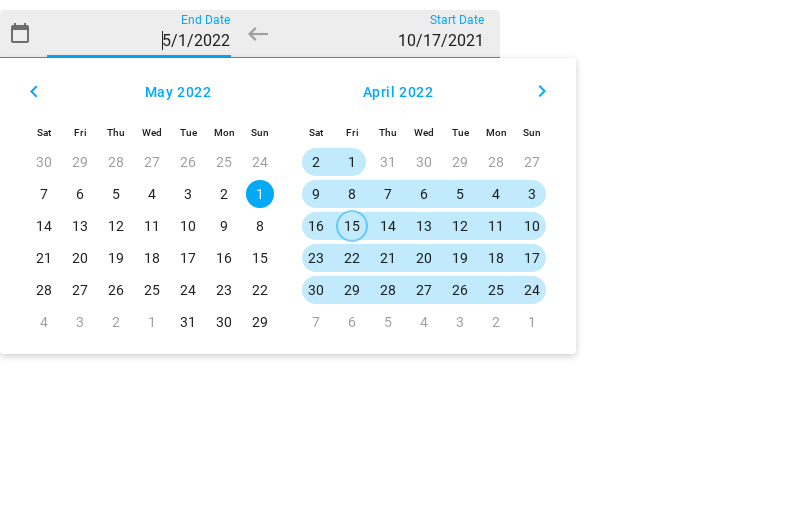 End Date
5/1/2022
Start Date
10/17/2021
May 2022
Sat Fri Thu Wed Tue Mon Sun
30 29 28 27 26 25 24
7 6 5 4 3 2 1
14 13 12 11 10 9 8
21 20 19 18 17 16 15
28 27 26 25 24 23 22
4 3 2 1 31 30 29
April 2022
Sat Fri Thu Wed Tue Mon Sun
2 1 31 30 29 28 27
9 8 7 6 5 4 3
16 15 14 13 12 11 10
23 22 21 20 19 18 17
30 29 28 27 26 25 24
7 6 5 4 3 2 1